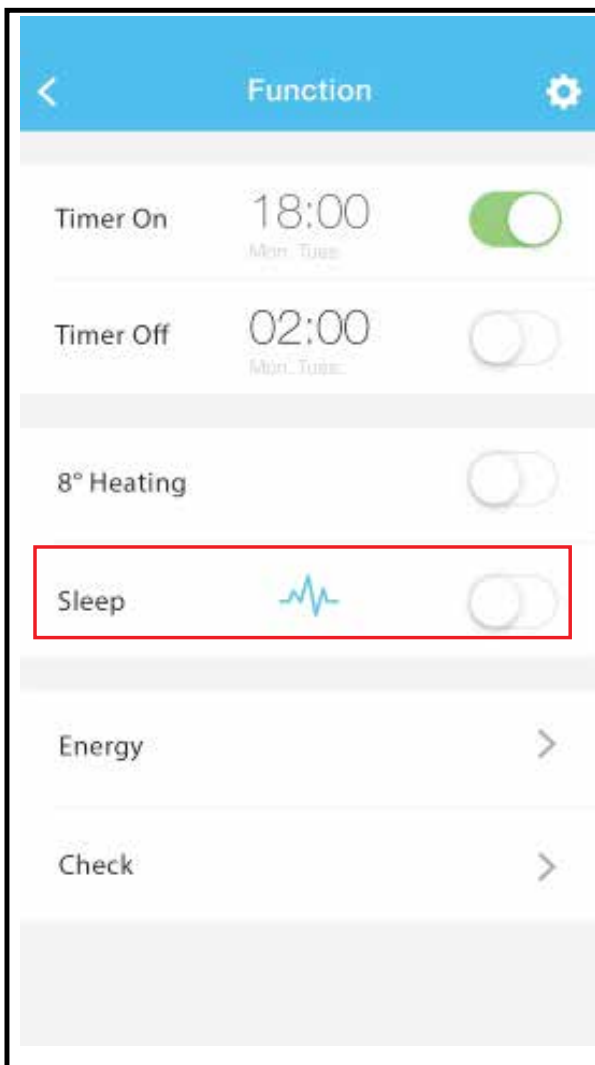 Function
Timer On 18:00
Mon. Tues.
Timer Off 02:00
Mon. Tues.
8° Heating
Sleep
Energy
Check